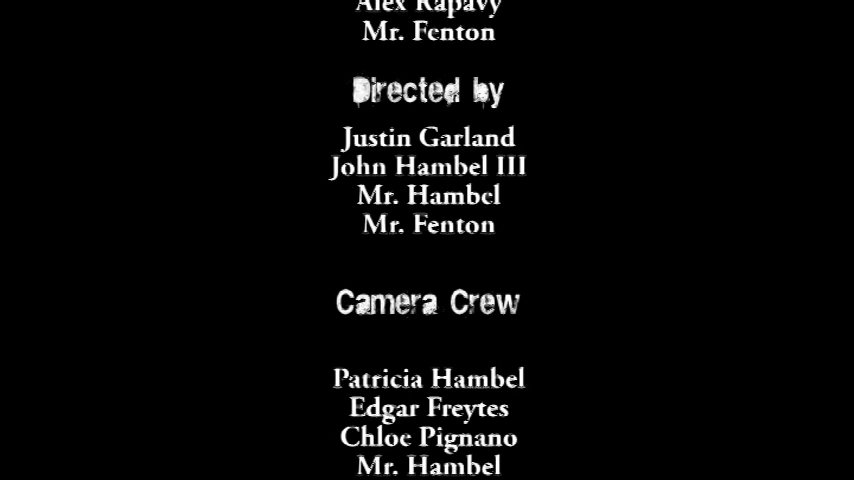 Alex Rapavy
Mr. Fenton
Directed by
Justin Garland
John Hambel III
Mr. Hambel
Mr. Fenton
Camera Crew
Patricia Hambel
Edgar Freytes
Chloe Pignano
Mr. Hambel